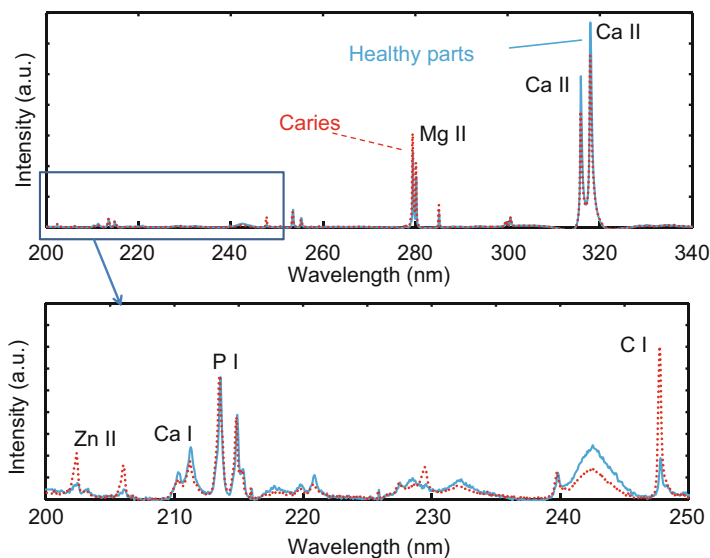 Intensity (a.u.)
Healthy parts
Ca II
Ca II
Caries
Mg II
200 220 240 260 280 300 320 340
Wavelength (nm)
Intensity (a.u.)
P I
C I
Zn II
Ca I
200 210 220 230 240 250
Wavelength (nm)